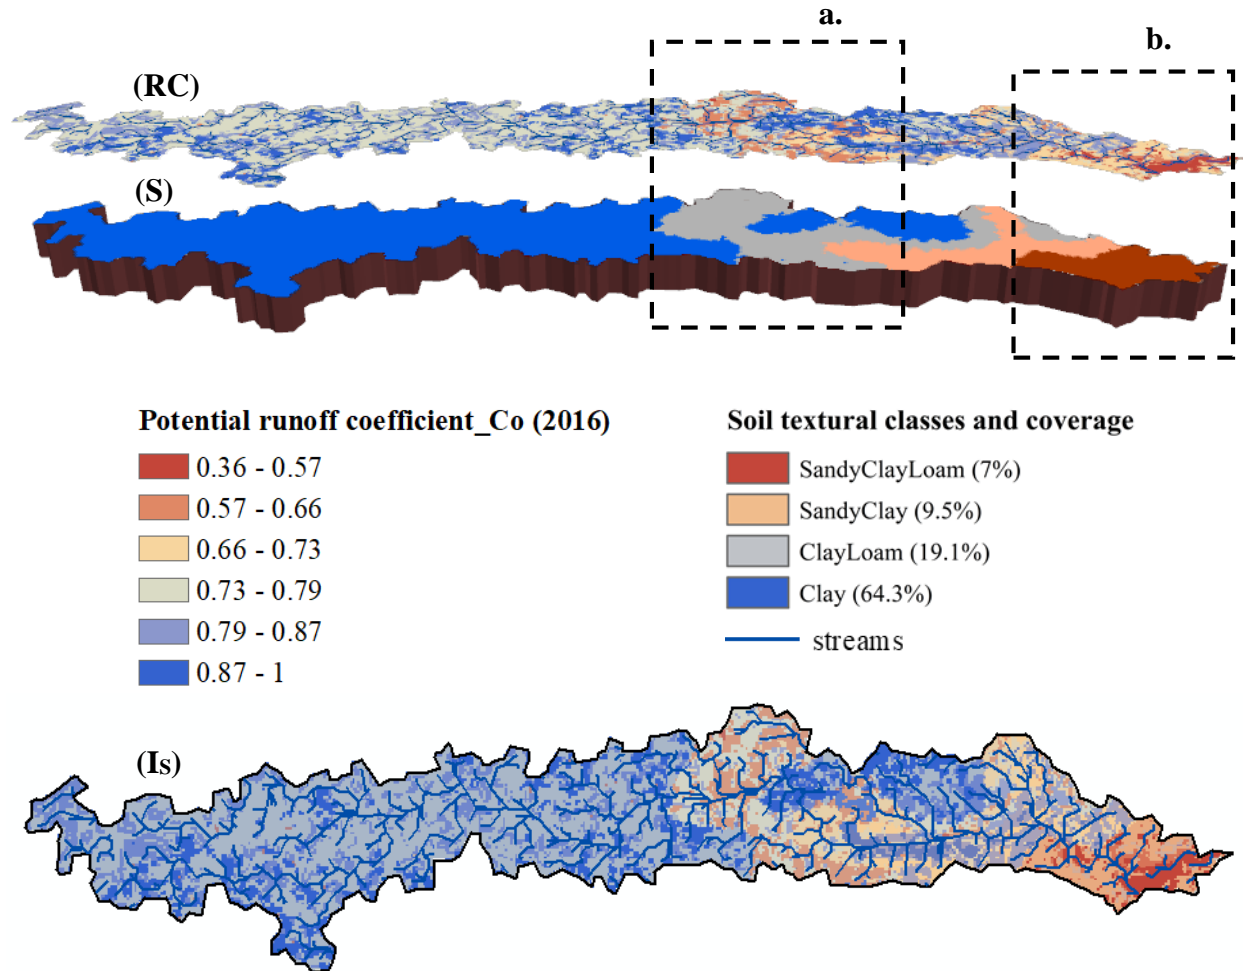 a.
b.
(RC)
(S)
Potential runoff coefficient_Co (2016)
0.36 - 0.57
0.57 - 0.66
0.66 - 0.73
0.73 - 0.79
0.79 - 0.87
0.87 - 1
Soil textural classes and coverage
SandyClayLoam (7%)
SandyClay (9.5%)
ClayLoam (19.1%)
Clay (64.3%)
streams
(Is)